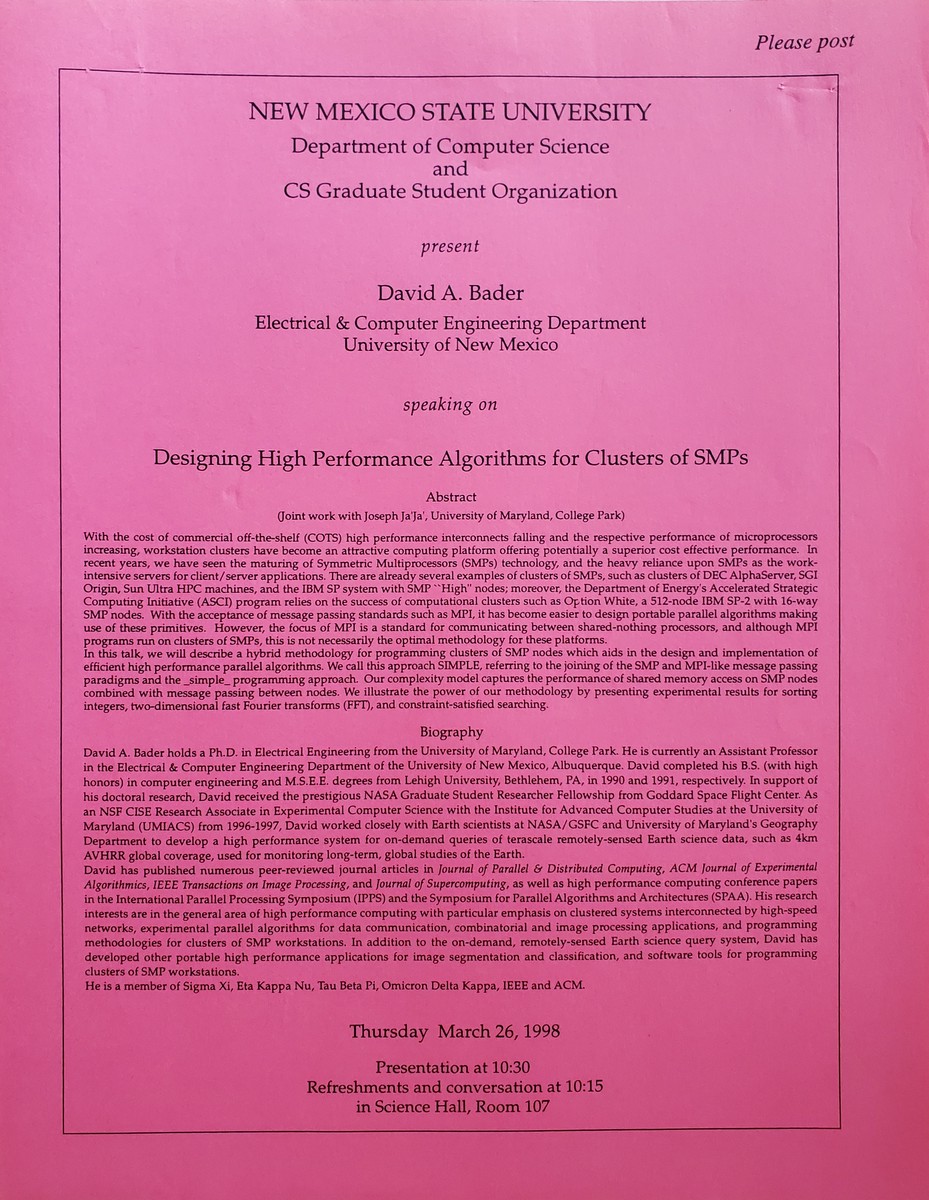 Please post
NEW MEXICO STATE UNIVERSITY
Department of Computer Science
and
CS Graduate Student Organization
present
David A. Bader
Electrical & Computer Engineering Department
University of New Mexico
speaking on
Designing High Performance Algorithms for Clusters of SMPs
Abstract
(Joint work with Joseph Ja'Ja', University of Maryland, College Park)
With the cost of commercial off-the-shelf (COTS) high performance interconnects falling and the respective performance of microprocessors
increasing, workstation clusters have become an attractive computing platform offering potentially a superior cost effective performance. In
recent years, we have seen the maturing of Symmetric Multiprocessors (SMPs) technology, and the heavy reliance upon SMPs as the work-
intensive servers for client/server applications. There are already several examples of clusters of SMPs, such as clusters of DEC AlphaServer, SGI
Origin, Sun Ultra HPC machines, and the IBM SP system with SMP ``High" nodes; moreover, the Department of Energy's Accelerated Strategic
Computing Initiative (ASCI) program relies on the success of computational clusters such as Option White, a 512-node IBM SP-2 with 16-way
SMP nodes. With the acceptance of message passing standards such as MPI, it has become easier to design portable parallel algorithms making
use of these primitives. However, the focus of MPI is a standard for communicating between shared-nothing processors, and although MPI
programs run on clusters of SMPs, this is not necessarily the optimal methodology for these platforms.
In this talk, we will describe a hybrid methodology for programming clusters of SMP nodes which aids in the design and implementation of
efficient high performance parallel algorithms. We call this approach SIMPLE, referring to the joining of the SMP and MPI-like message passing
paradigms and the _simple_ programming approach. Our complexity model captures the performance of shared memory access on SMP nodes
combined with message passing between nodes. We illustrate the power of our methodology by presenting experimental results for sorting
integers, two-dimensional fast Fourier transforms (FFT), and constraint-satisfied searching.
Biography
David A. Bader holds a Ph.D. in Electrical Engineering from the University of Maryland, College Park. He is currently an Assistant Professor
in the Electrical & Computer Engineering Department of the University of New Mexico, Albuquerque. David completed his B.S. (with high
honors) in computer engineering and M.S.E.E. degrees from Lehigh University, Bethlehem, PA, in 1990 and 1991, respectively. In support of
his doctoral research, David received the prestigious NASA Graduate Student Researcher Fellowship from Goddard Space Flight Center. As
an NSF CISE Research Associate in Experimental Computer Science with the Institute for Advanced Computer Studies at the University of
Maryland (UMIACS) from 1996-1997, David worked closely with Earth scientists at NASA/GSFC and University of Maryland's Geography
Department to develop a high performance system for on-demand queries of terascale remotely-sensed Earth science data, such as 4km
AVHRR global coverage, used for monitoring long-term, global studies of the Earth.
David has published numerous peer-reviewed journal articles in Journal of Parallel & Distributed Computing, ACM Journal of Experimental
Algorithmics, IEEE Transactions on Image Processing, and Journal of Supercomputing, as well as high performance computing conference papers
in the International Parallel Processing Symposium (IPPS) and the Symposium for Parallel Algorithms and Architectures (SPAA). His research
interests are in the general area of high performance computing with particular emphasis on clustered systems interconnected by high-speed
networks, experimental parallel algorithms for data communication, combinatorial and image processing applications, and programming
methodologies for clusters of SMP workstations. In addition to the on-demand, remotely-sensed Earth science query system, David has
developed other portable high performance applications for image segmentation and classification, and software tools for programming
clusters of SMP workstations.
He is a member of Sigma Xi, Eta Kappa Nu, Tau Beta Pi, Omicron Delta Kappa, IEEE and ACM.
Thursday March 26, 1998
Presentation at 10:30
Refreshments and conversation at 10:15
in Science Hall, Room 107